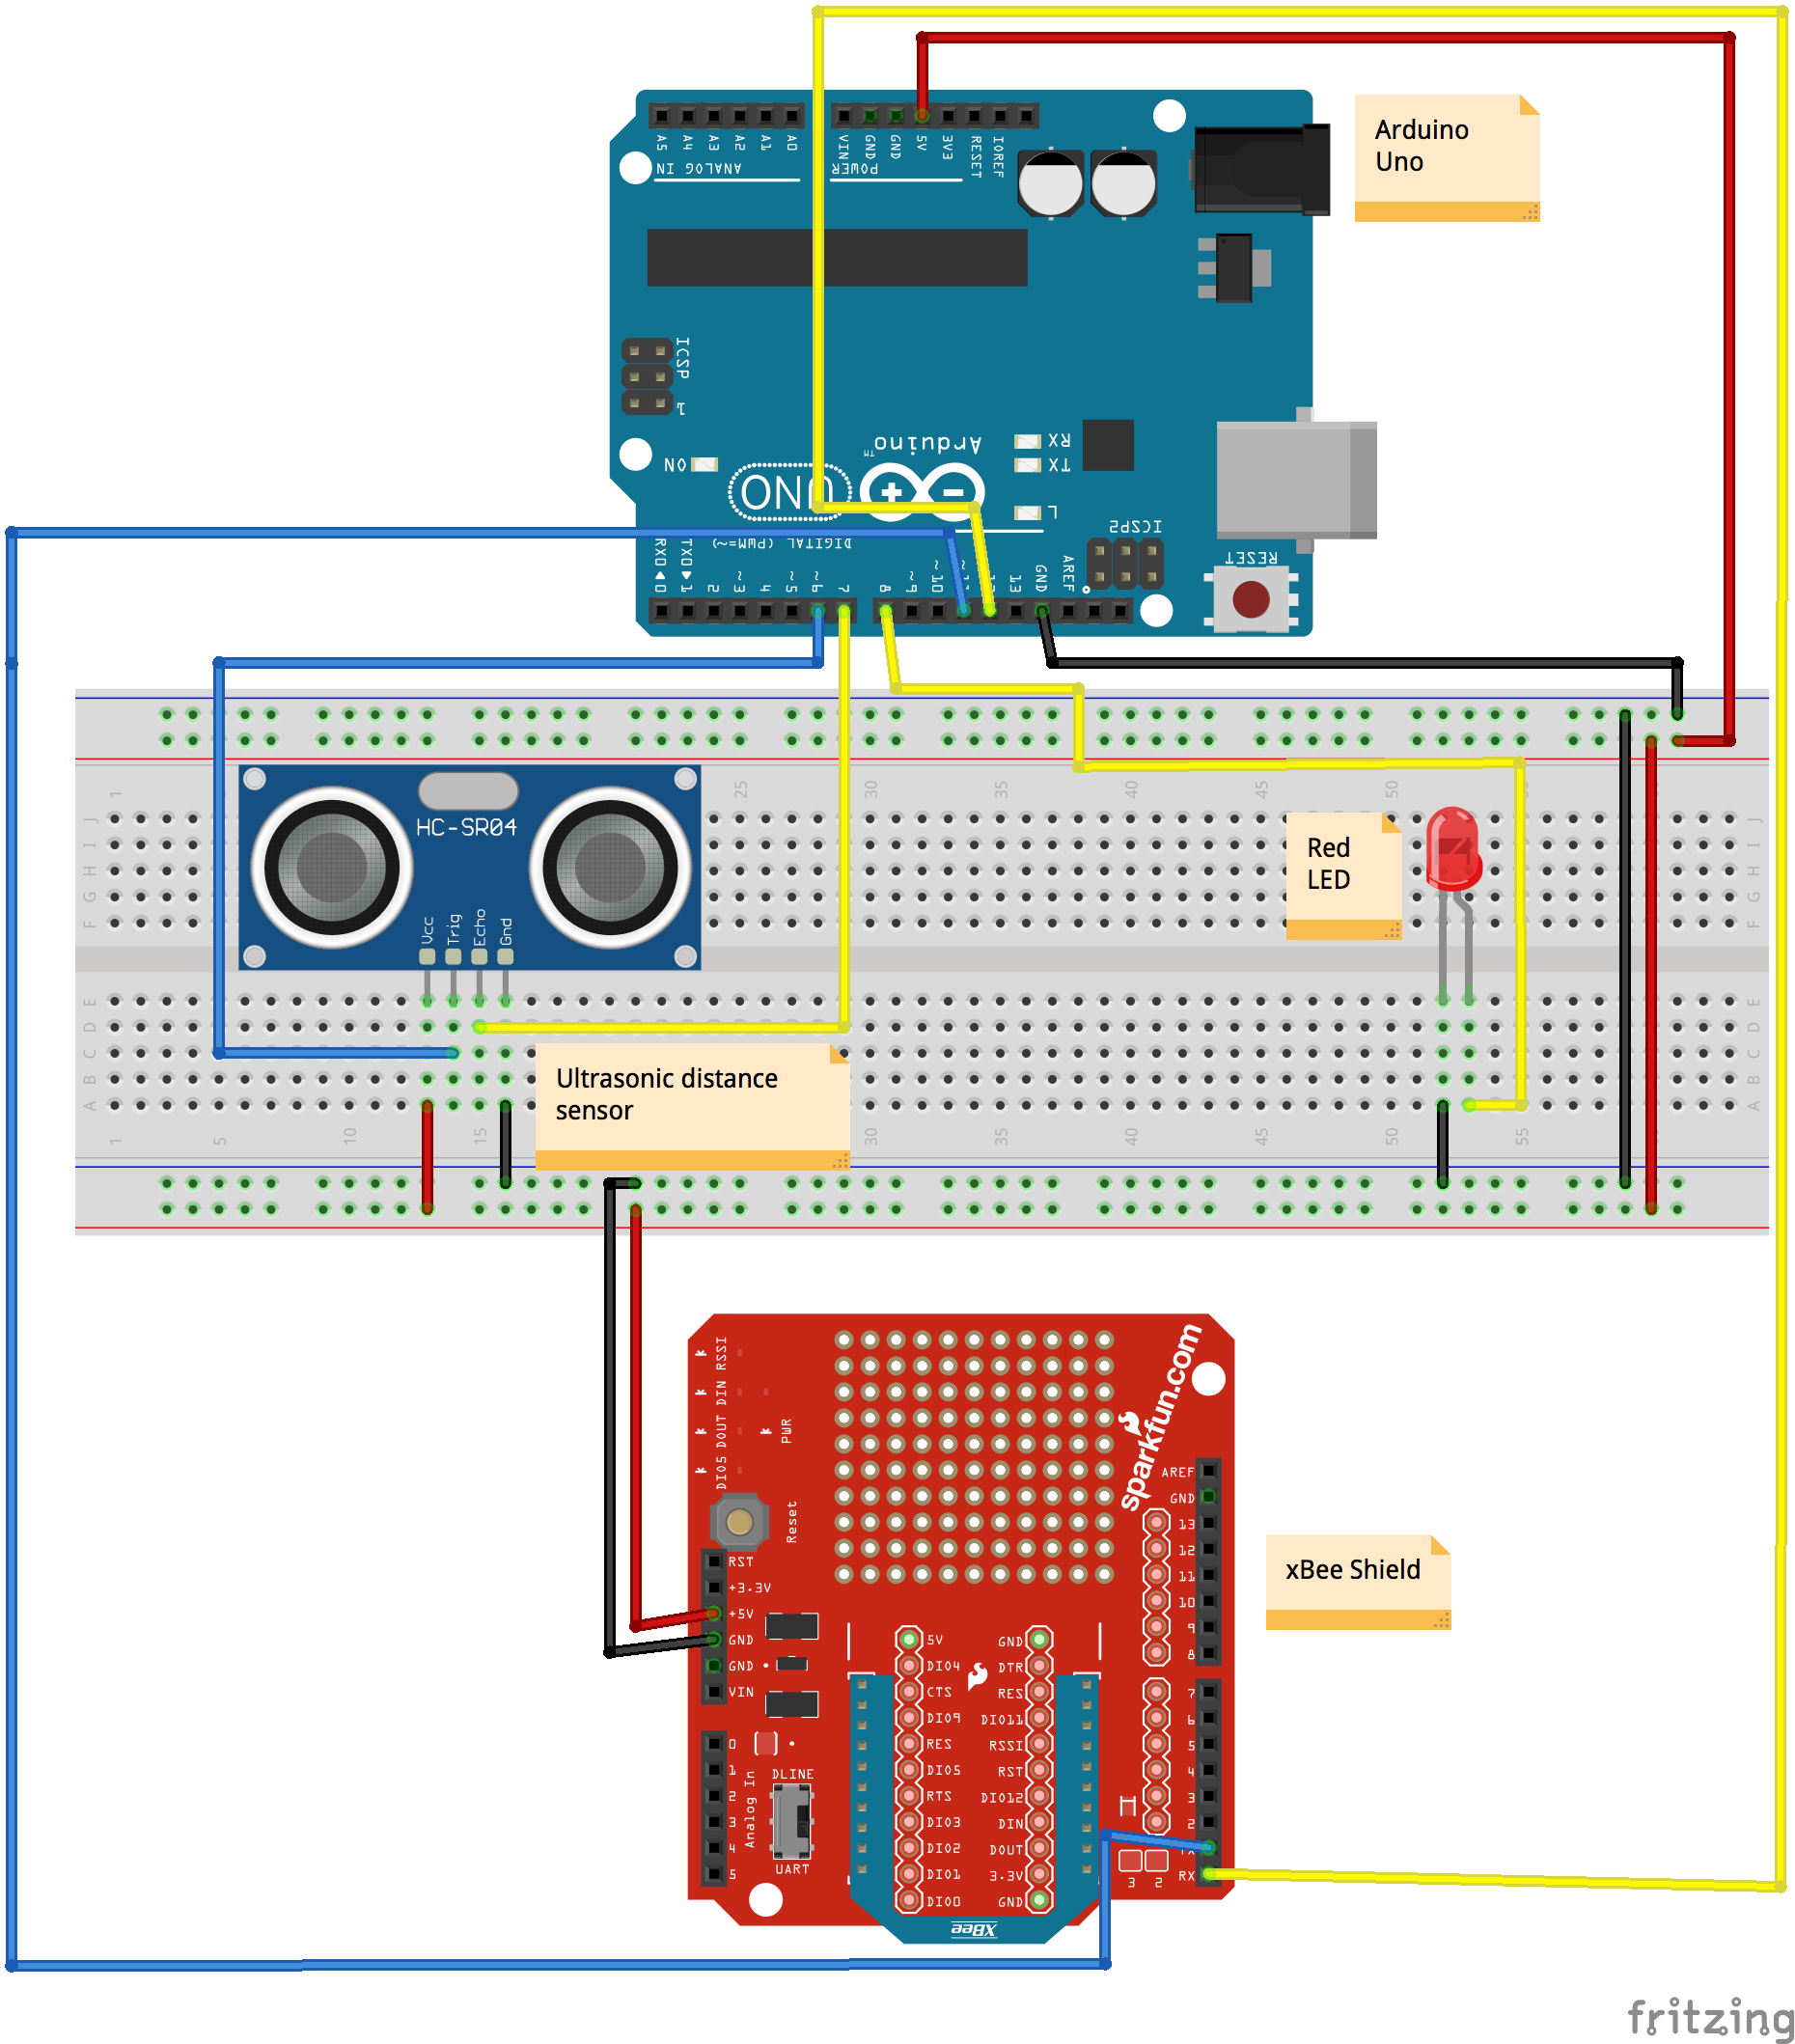 Arduino
Uno
A5
A4
A3
A2
A1
A0
VIN
GND
GND
5V
3V3
RESET
IOREF
ANALOG IN
POWER
ICSP
1
Arduino
TM
RX
TX
ON
UNO
L
ICSP2
DIGITAL (PWM=~)
RESET
RX0
TX0
0
1
2
~3
4
~5
~6
7
8
~9
~10
13
GND
AREF
1
25
30
35
40
45
50
J
I
H
G
F
J
I
H
G
F
HC-SR04
Vcc
Trig
Echo
Gnd
Red
LED
E
D
C
B
A
E
D
C
B
A
Ultrasonic distance
sensor
1
5
10
15
30
35
40
45
50
55
RSSI
DIN
DOUT
DIO5
PWR
Reset
sparkfun.com
AREF
GND
13
12
11
10
9
8
xBee Shield
RST
+3.3V
+5V
GND
GND
VIN
5V
DIO4
CTS
DIO9
RES
DIO5
RTS
DIO3
DIO2
DIO1
DIO0
GND
DTR
RES
DIO11
RSSI
RST
DIO12
DIN
DOUT
3.3V
GND
7
6
5
4
3
2
TX
RX
3
2
0
1
2
3
4
5
Analog In
DLINE
UART
XBee
fritzing